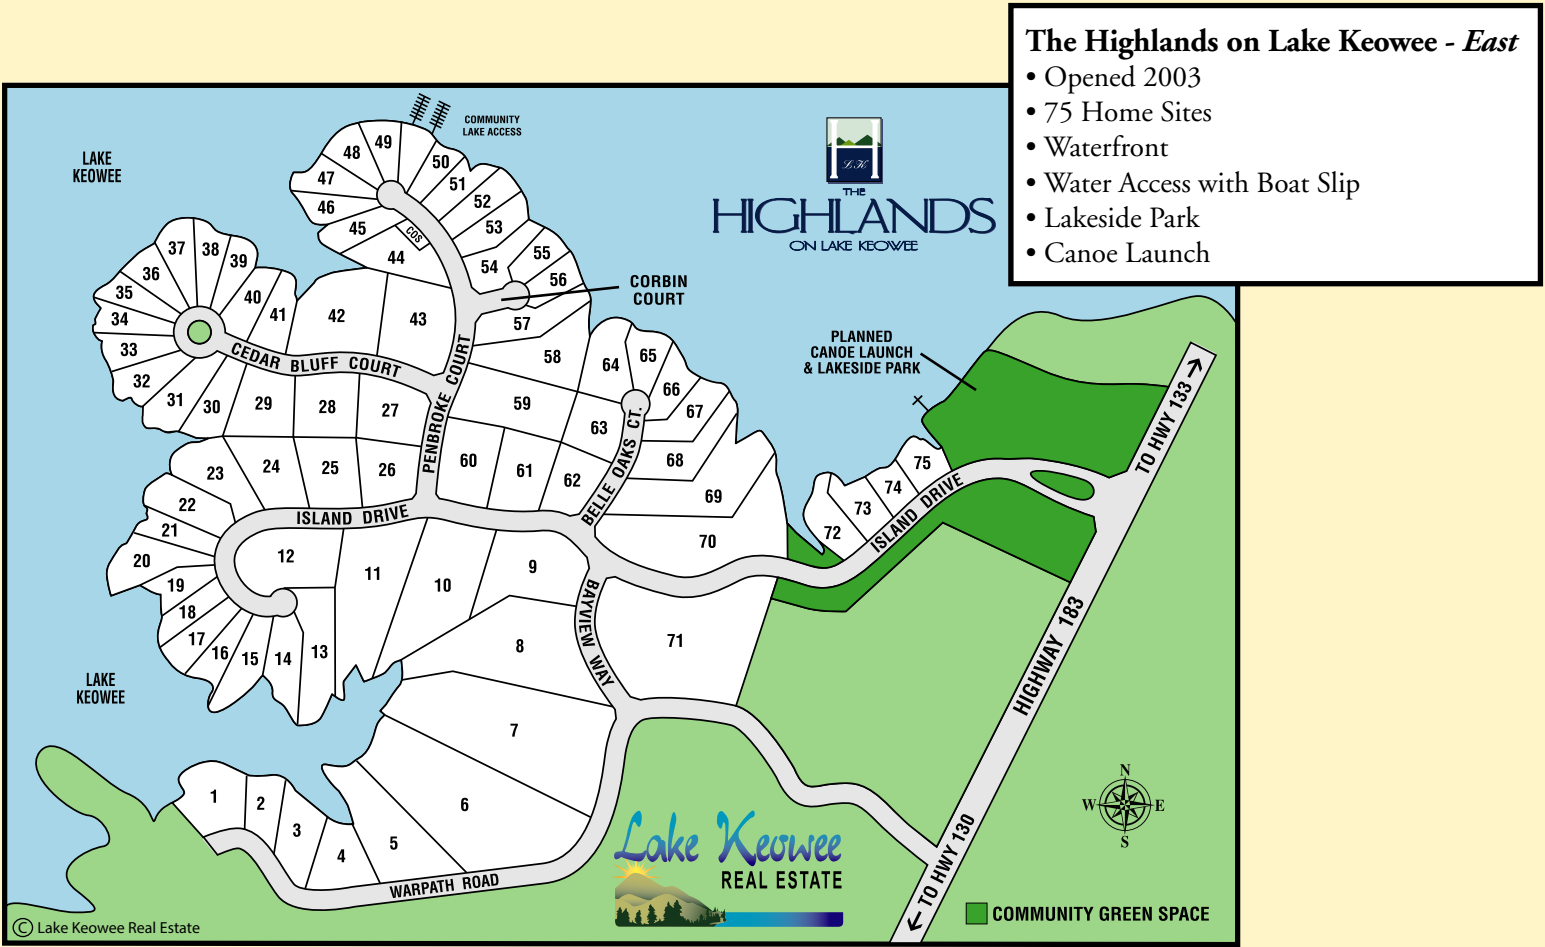 The Highlands on Lake Keowee - East
• Opened 2003
• 75 Home Sites
• Waterfront
• Water Access with Boat Slip
• Lakeside Park
• Canoe Launch
COMMUNITY
LAKE ACCESS
LAKE
KEOWEE
H
LK
THE
HIGHLANDS
ON LAKE KEOWEE
49
48
50
47
51
46
52
45
COS
53
44
54
55
56
CORBIN
COURT
37
38
39
36
40
35
41
34
42
43
57
33
58
32
31
30
29
28
27
59
CEDAR BLUFF COURT
PENBROKE COURT
64
65
66
67
63
68
69
70
BELLE OAKS CT.
PLANNED
CANOE LAUNCH
& LAKESIDE PARK
TO HWY 133 →
75
74
73
72
ISLAND DRIVE
23
24
25
26
60
61
62
22
21
20
19
18
17
16
15
14
13
12
11
10
9
ISLAND DRIVE
BAYVIEW WAY
8
71
HIGHWAY 183
LAKE
KEOWEE
7
6
5
4
3
2
1
WARPATH ROAD
N
W
E
S
← TO HWY 130
Lake Keowee
REAL ESTATE
COMMUNITY GREEN SPACE
© Lake Keowee Real Estate